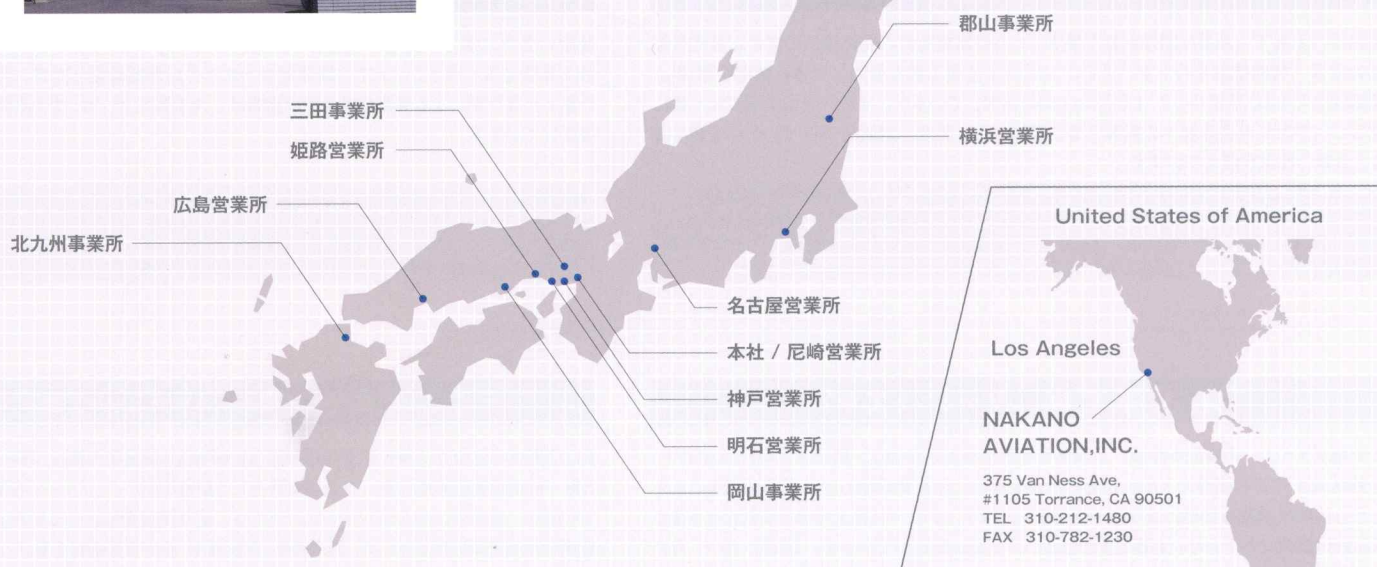 郡山事業所
三田事業所
横浜営業所
姫路営業所
広島営業所
北九州事業所
名古屋営業所
本社 / 尼崎営業所
神戸営業所
明石営業所
岡山事業所
United States of America
Los Angeles
NAKANO
AVIATION,INC.
375 Van Ness Ave,
#1105 Torrance, CA 90501
TEL 310-212-1480
FAX 310-782-1230